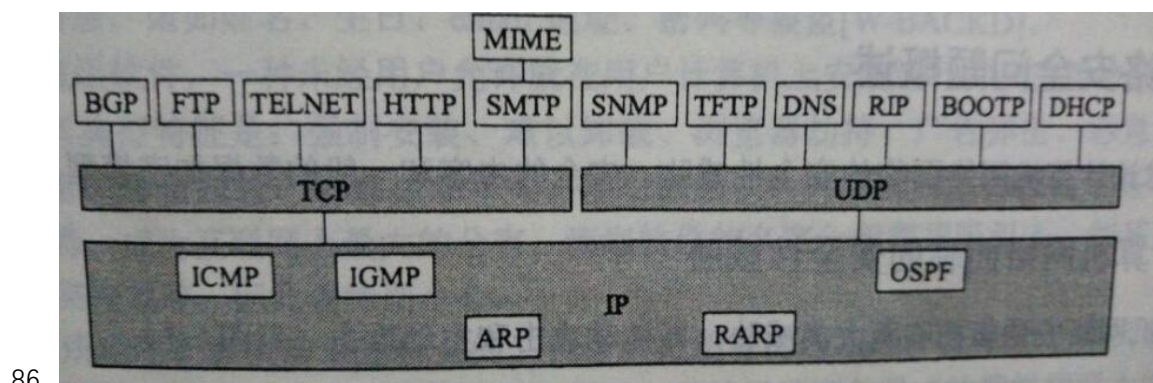 MIME
BGP FTP TELNET HTTP SMTP SNMP TFTP DNS RIP BOOTP DHCP
TCP UDP
ICMP IGMP OSPF
IP
ARP RARP
86